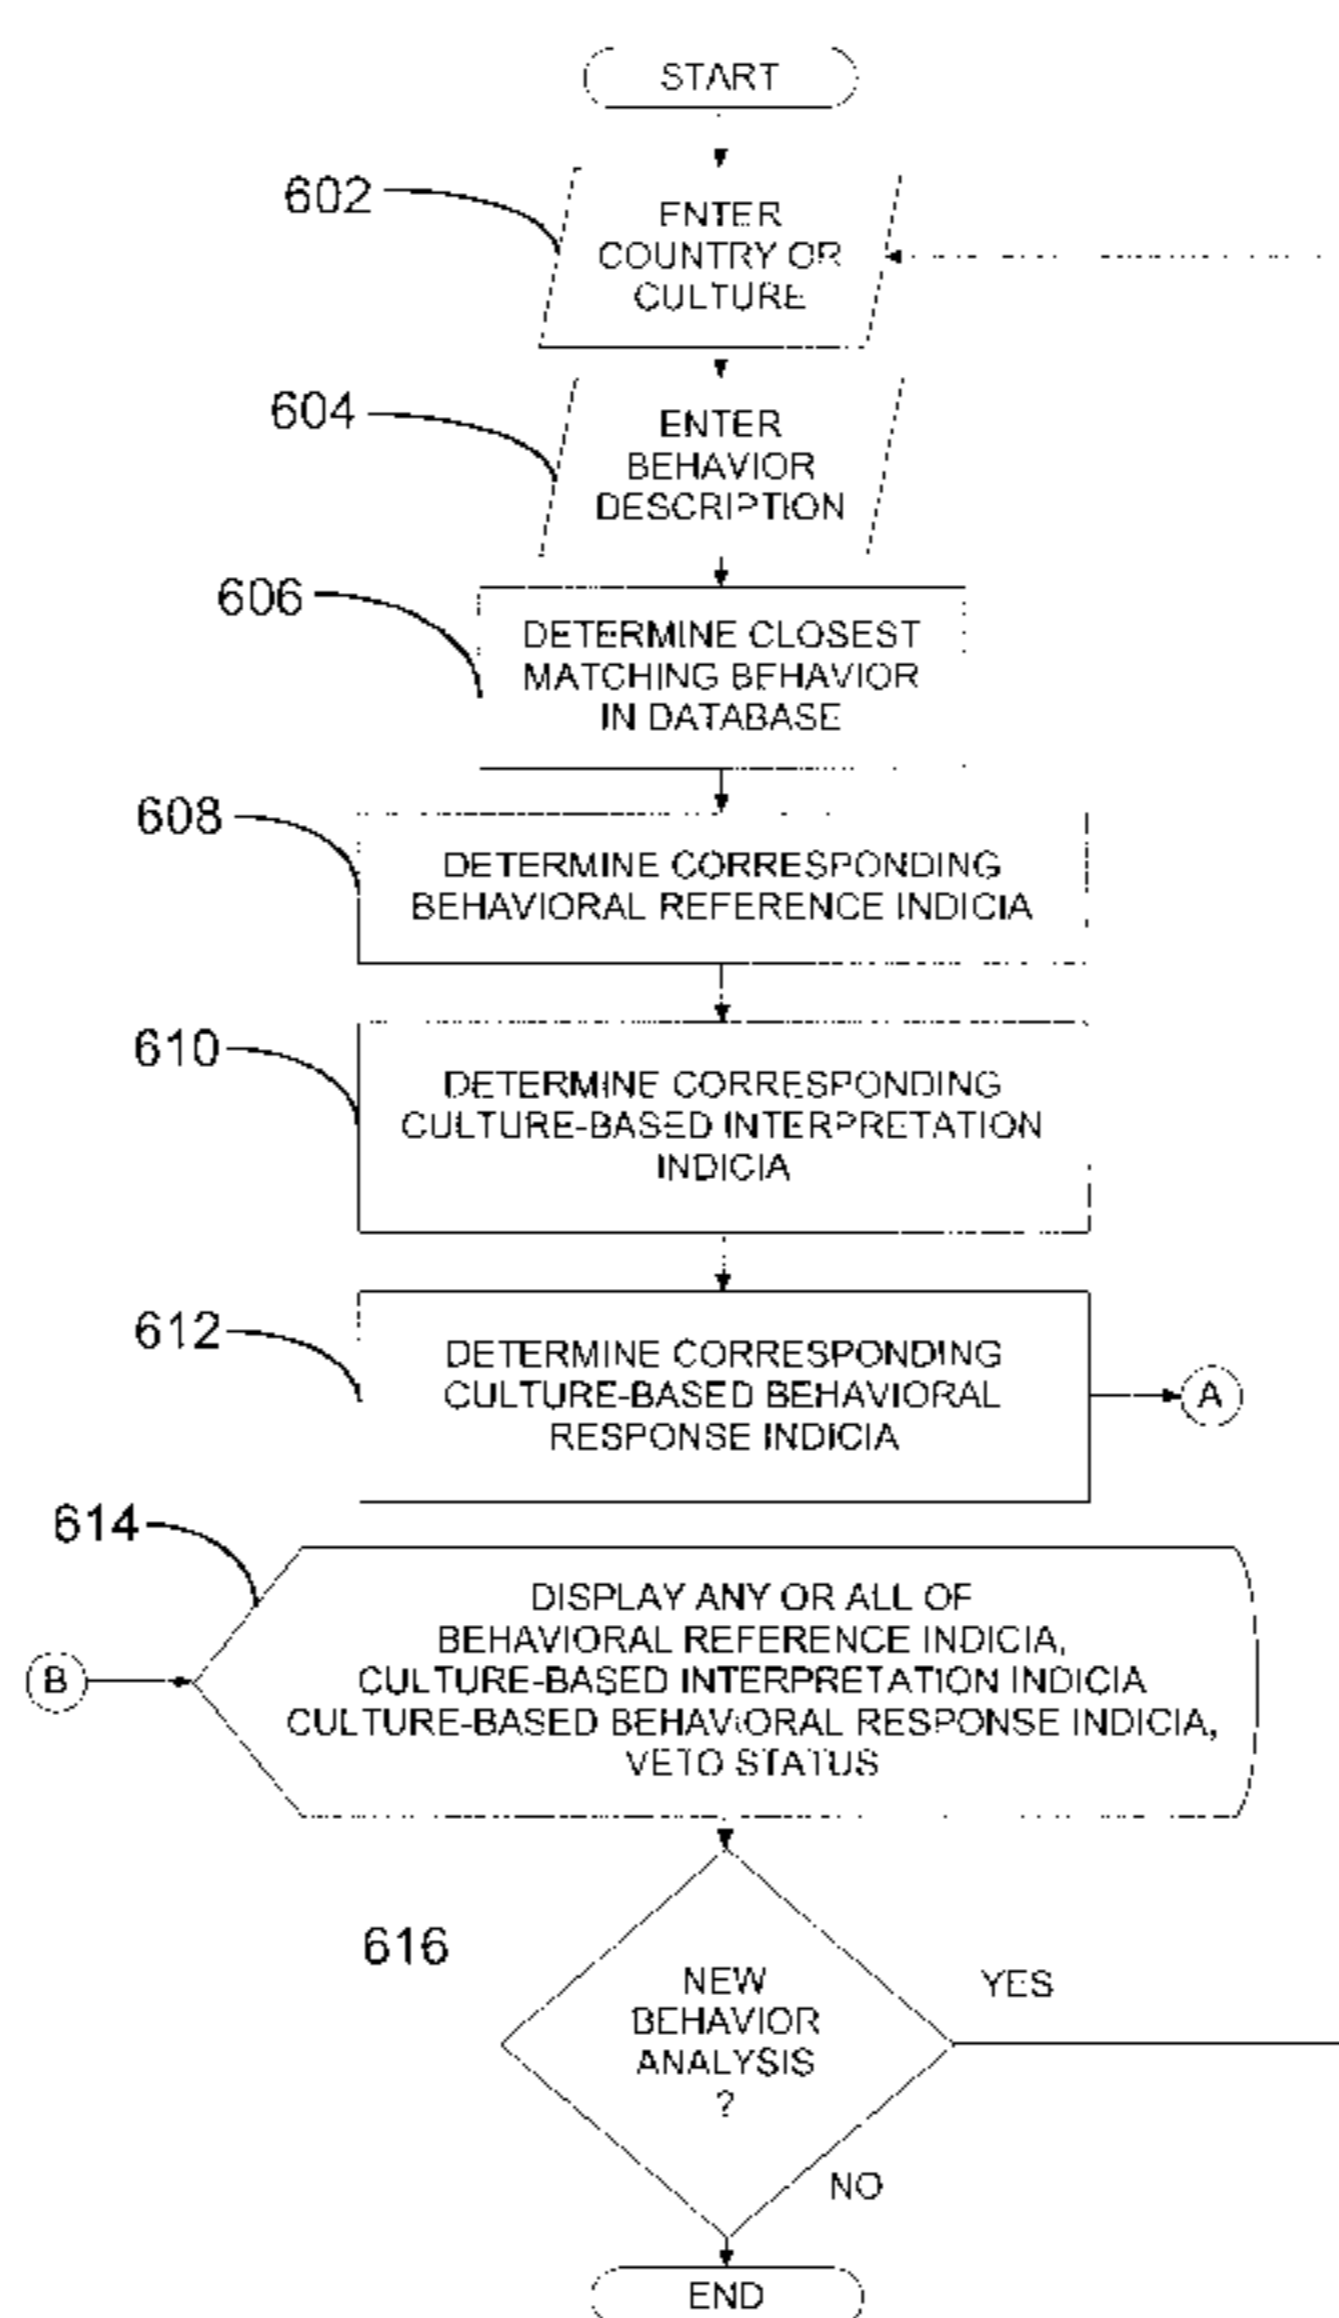 START
602
ENTER
COUNTRY OR
CULTURE
604
ENTER
BEHAVIOR
DESCRIPTION
606
DETERMINE CLOSEST
MATCHING BEHAVIOR
IN DATABASE
608
DETERMINE CORRESPONDING
BEHAVIORAL REFERENCE INDICIA
610
DETERMINE CORRESPONDING
CULTURE-BASED INTERPRETATION
INDICIA
612
DETERMINE CORRESPONDING
CULTURE-BASED BEHAVIORAL
RESPONSE INDICIA
A
614
DISPLAY ANY OR ALL OF
BEHAVIORAL REFERENCE INDICIA,
B
CULTURE-BASED INTERPRETATION INDICIA
CULTURE-BASED BEHAVIORAL RESPONSE INDICIA,
VETO STATUS
616
NEW
BEHAVIOR
ANALYSIS
?
YES
NO
END